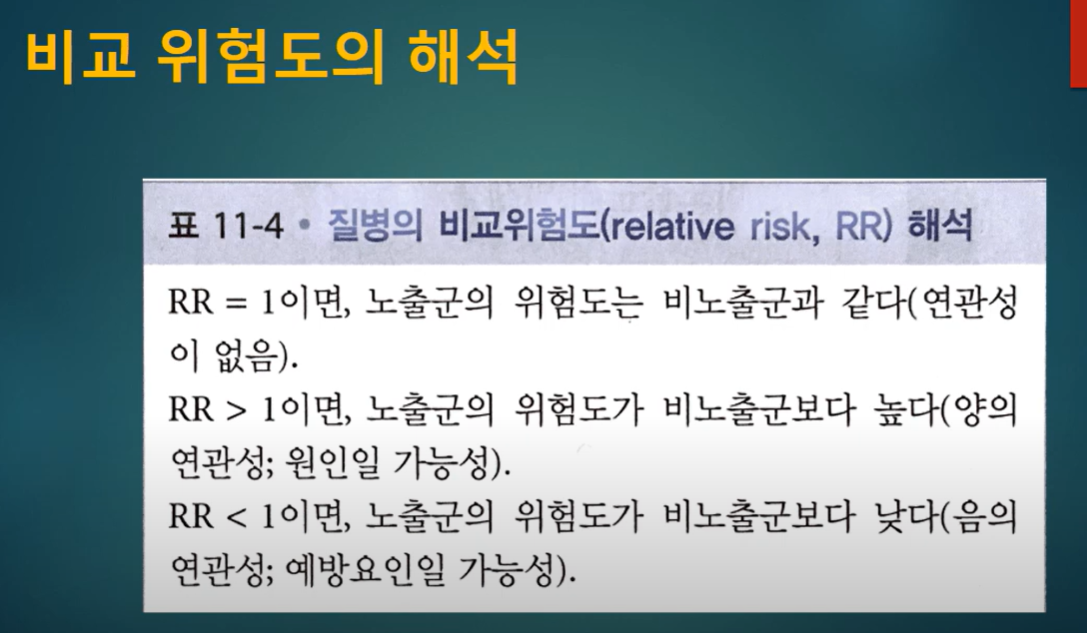 비교 위험도의 해석
표 11-4 • 질병의 비교위험도(relative risk, RR) 해석
RR = 1이면, 노출군의 위험도는 비노출군과 같다(연관성
이 없음).
RR > 1이면, 노출군의 위험도가 비노출군보다 높다(양의
연관성; 원인일 가능성).
RR < 1이면, 노출군의 위험도가 비노출군보다 낮다(음의
연관성; 예방요인일 가능성).